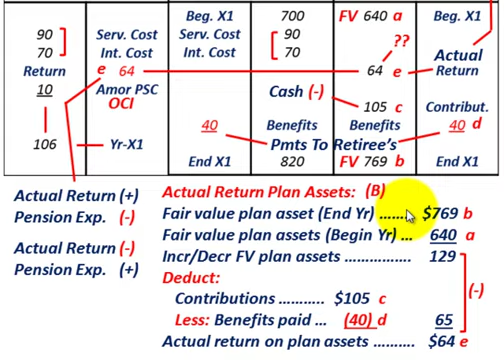 Beg. X1 700 FV 640 a Beg. X1
90 Serv. Cost Serv. Cost 90 ??
70 Int. Cost Int. Cost 70 Actual
Return e 64 64 e Return
10 Amor PSC Cash (-)
OCI 105 c Contribut.
40 Benefits Benefits 40 d
106 Yr-X1 Pmts To Retiree's
End X1 820 FV 769 b End X1
Actual Return (+) Actual Return Plan Assets: (B)
Pension Exp. (-) Fair value plan asset (End Yr) ........ $769 b
Fair value plan assets (Begin Yr) ... 640 a
Actual Return (-) Incr/Decr FV plan assets ................ 129
Pension Exp. (+) Deduct:
Contributions ........... $105 c (-)
Less: Benefits paid ... (40) d 65
Actual return on plan assets .......... $64 e